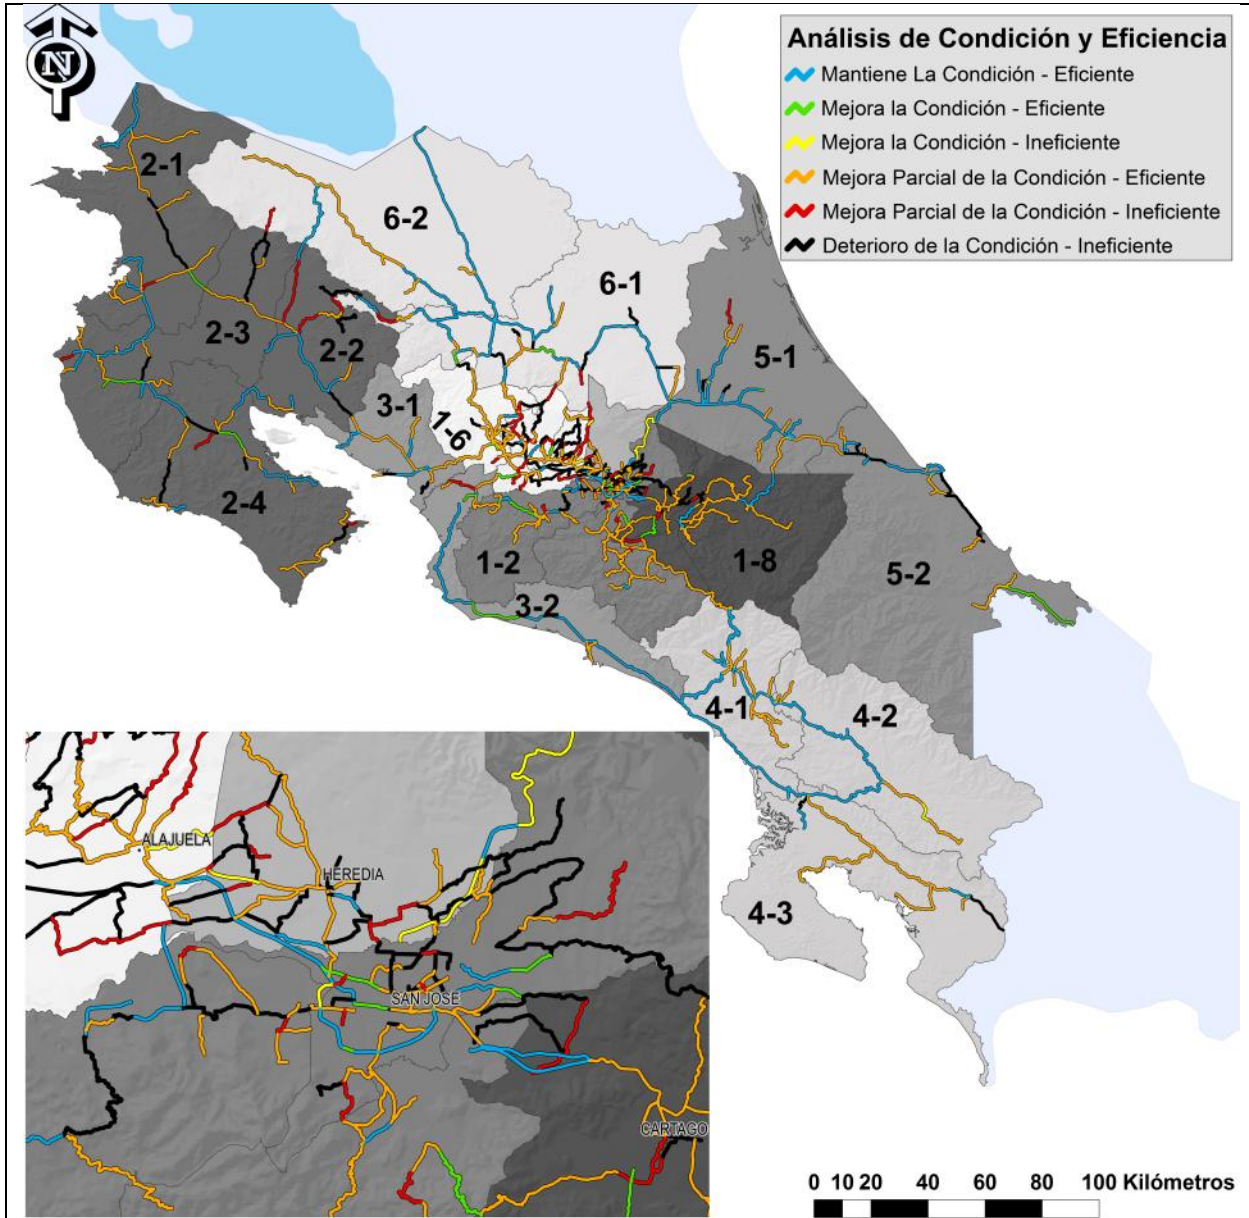 N
Análisis de Condición y Eficiencia
Mantiene La Condición - Eficiente
Mejora la Condición - Eficiente
Mejora la Condición - Ineficiente
Mejora Parcial de la Condición - Eficiente
Mejora Parcial de la Condición - Ineficiente
Deterioro de la Condición - Ineficiente
2-1
6-2
6-1
2-3
2-2
5-1
3-1
1-6
2-4
1-2
1-8
5-2
3-2
4-1
4-2
4-3
ALAJUELA
HEREDIA
SAN JOSE
CARTAGO
0 10 20 40 60 80 100 Kilómetros